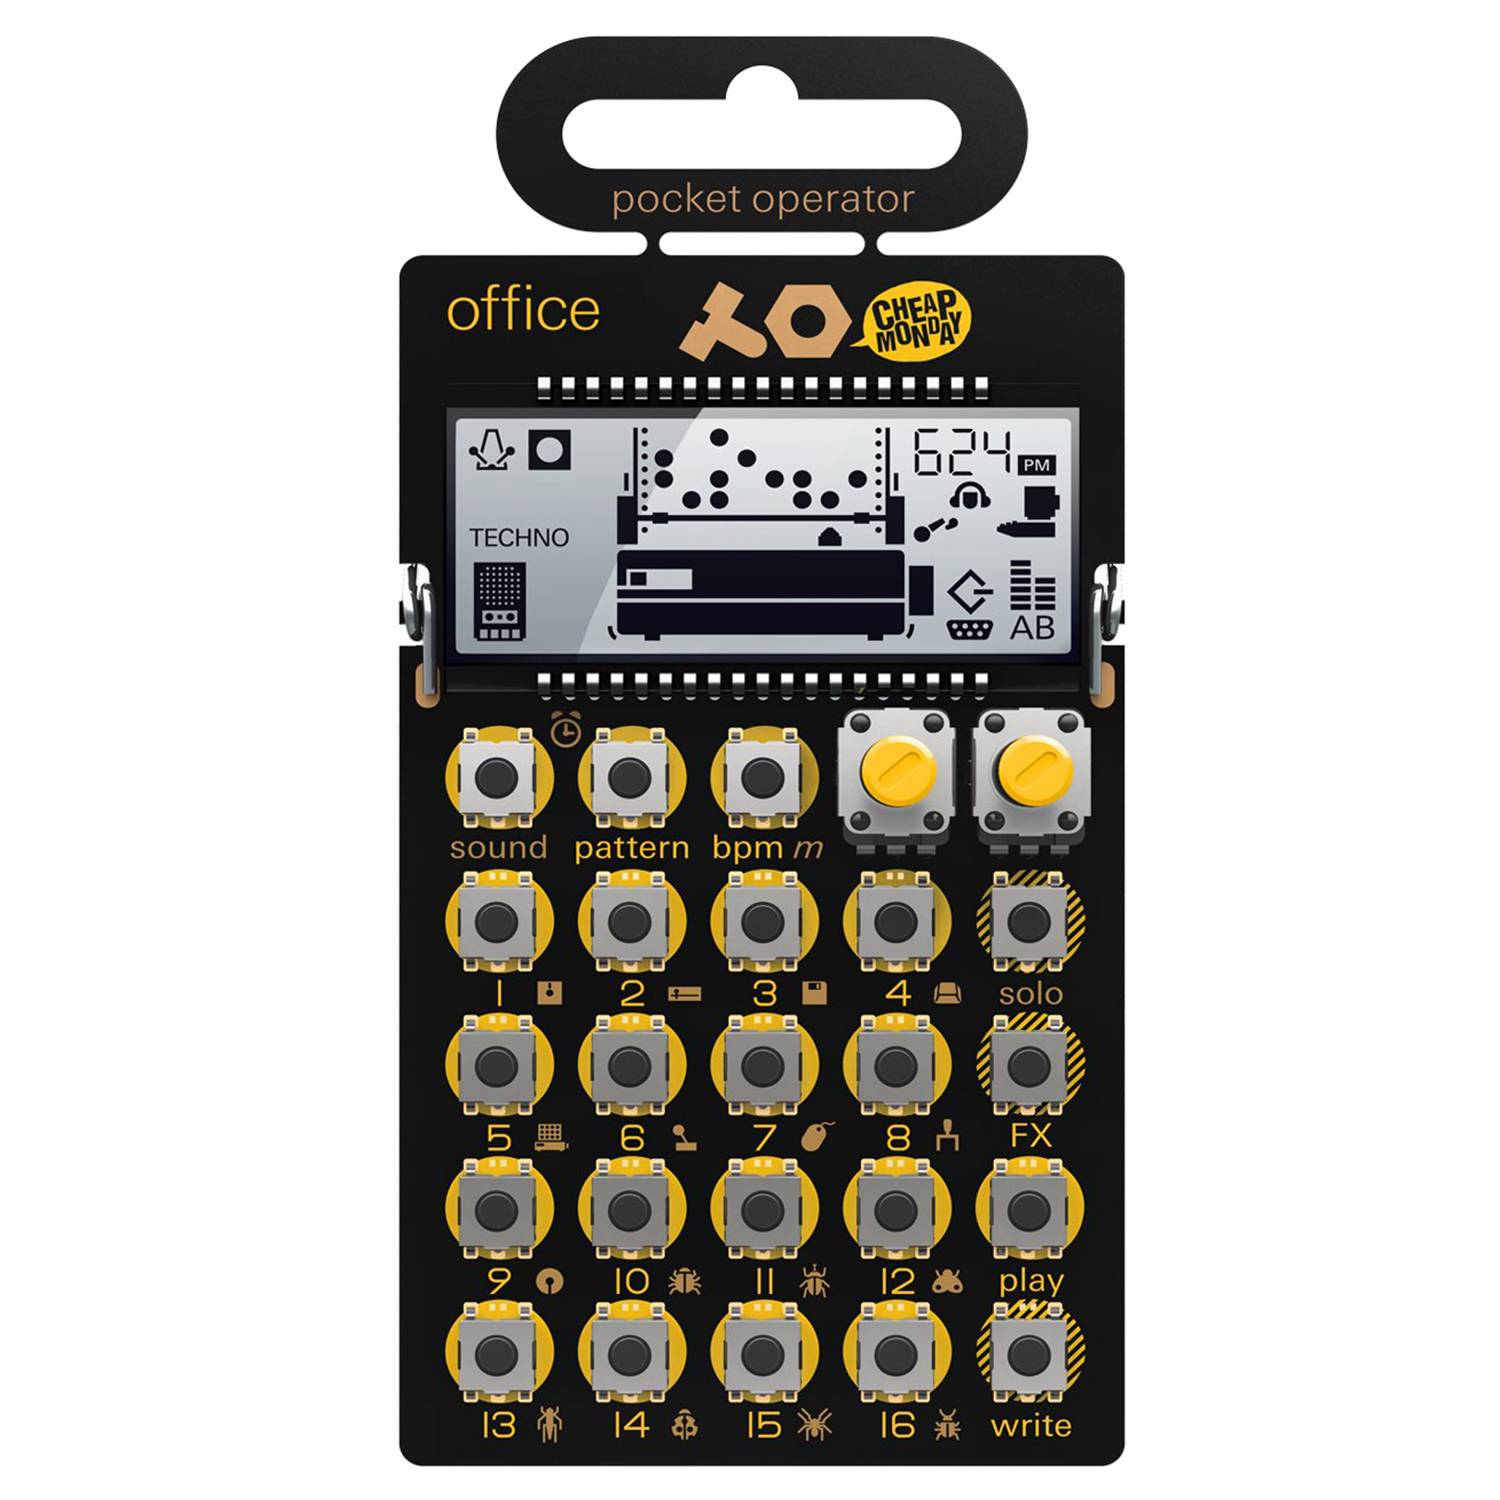 pocket operator
office
CHEAP
MONDAY
624 PM
TECHNO
AB
sound pattern bpm m
1 2 3 4 solo
5 6 7 8 FX
9 10 11 12 play
13 14 15 16 write